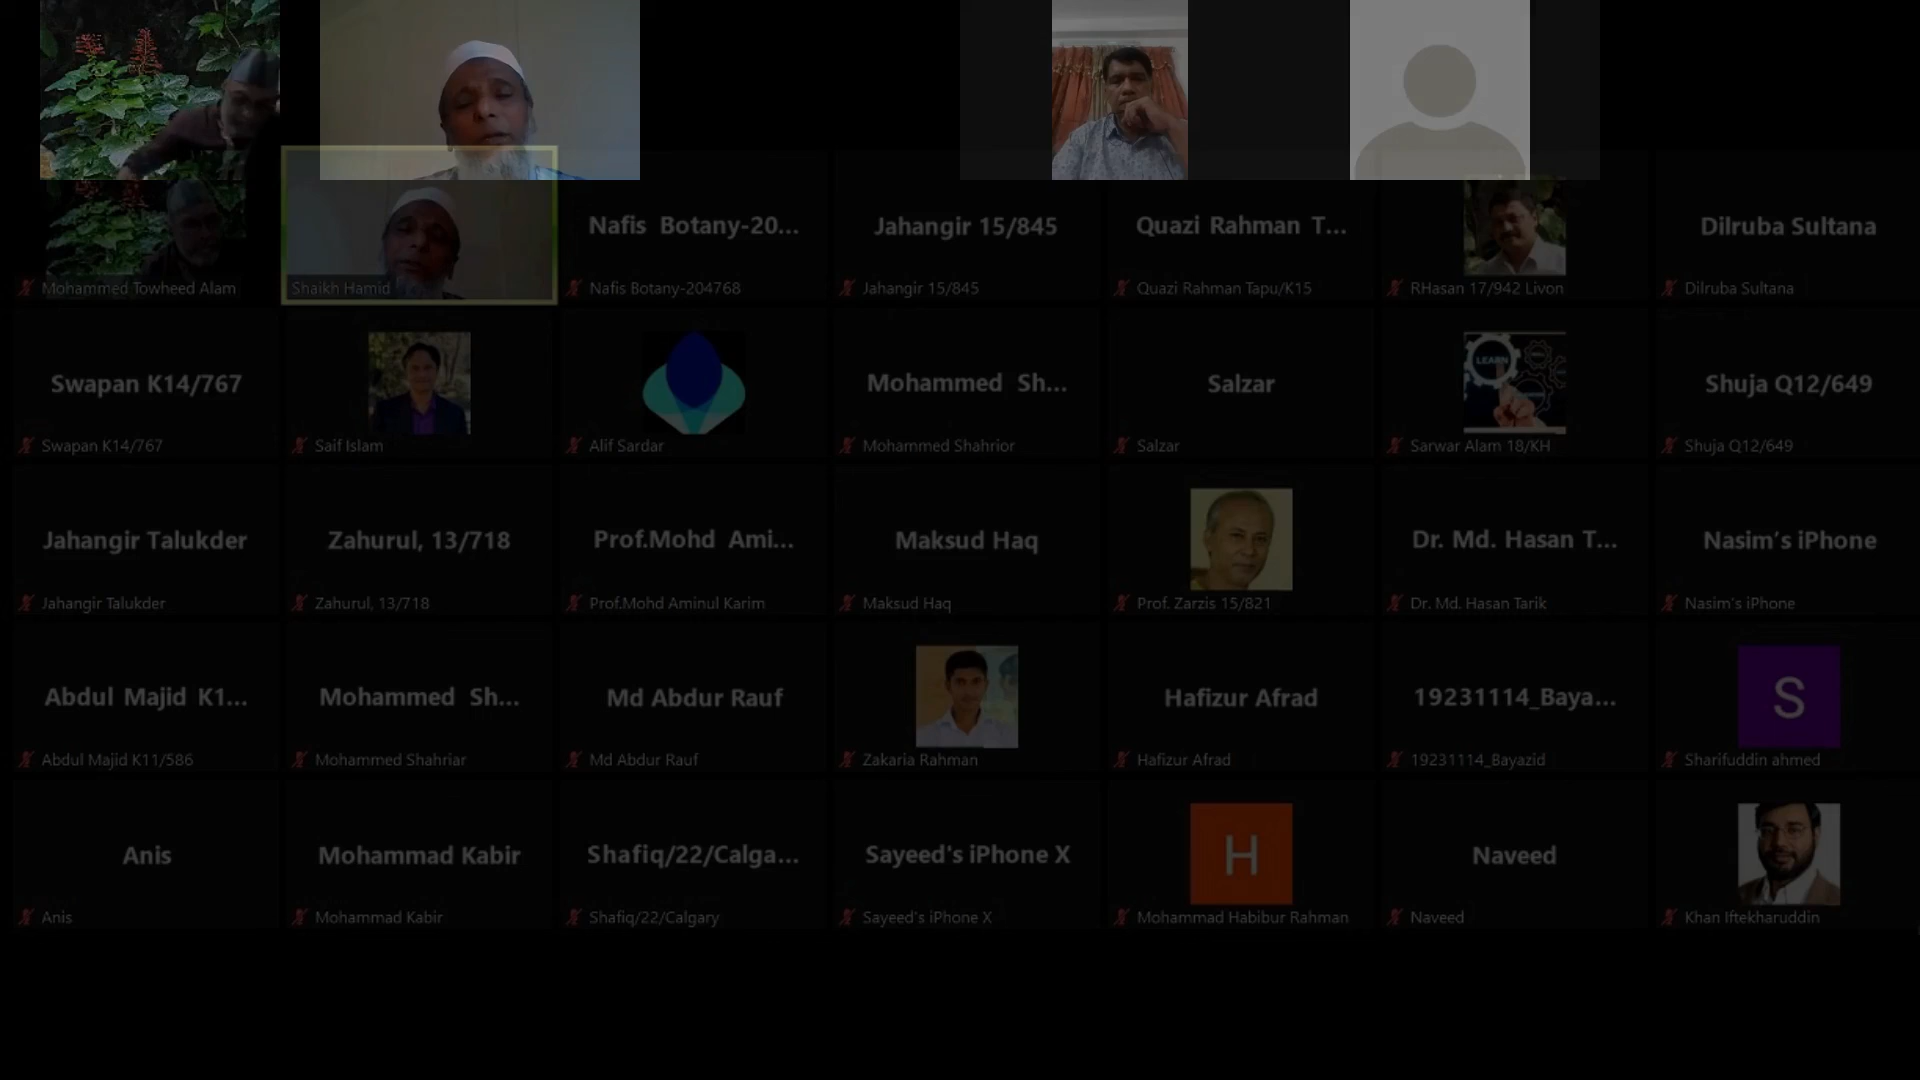 Nafis Botany-20...
Jahangir 15/845
Quazi Rahman T...
Dilruba Sultana
Mohammed Towheed Alam
Shaikh Hamid
Nafis Botany-204768
Jahangir 15/845
Quazi Rahman Tapu/K15
RHasan 17/942 Livon
Dilruba Sultana
Swapan K14/767
Mohammed Sh...
Salzar
LEARN
Shuja Q12/649
Swapan K14/767
Saif Islam
Alif Sardar
Mohammed Shahrior
Salzar
Sarwar Alam 18/KH
Shuja Q12/649
Jahangir Talukder
Zahurul, 13/718
Prof.Mohd Ami...
Maksud Haq
Dr. Md. Hasan T...
Nasim's iPhone
Jahangir Talukder
Zahurul, 13/718
Prof.Mohd Aminul Karim
Maksud Haq
Prof. Zarzis 15/821
Dr. Md. Hasan Tarik
Nasim's iPhone
Abdul Majid K1...
Mohammed Sh...
Md Abdur Rauf
Hafizur Afrad
19231114_Baya...
S
Abdul Majid K11/586
Mohammed Shahriar
Md Abdur Rauf
Zakaria Rahman
Hafizur Afrad
19231114_Bayazid
Sharifuddin ahmed
Anis
Mohammad Kabir
Shafiq/22/Calga...
Sayeed's iPhone X
H
Naveed
Anis
Mohammad Kabir
Shafiq/22/Calgary
Sayeed's iPhone X
Mohammad Habibur Rahman
Naveed
Khan Iftekharuddin